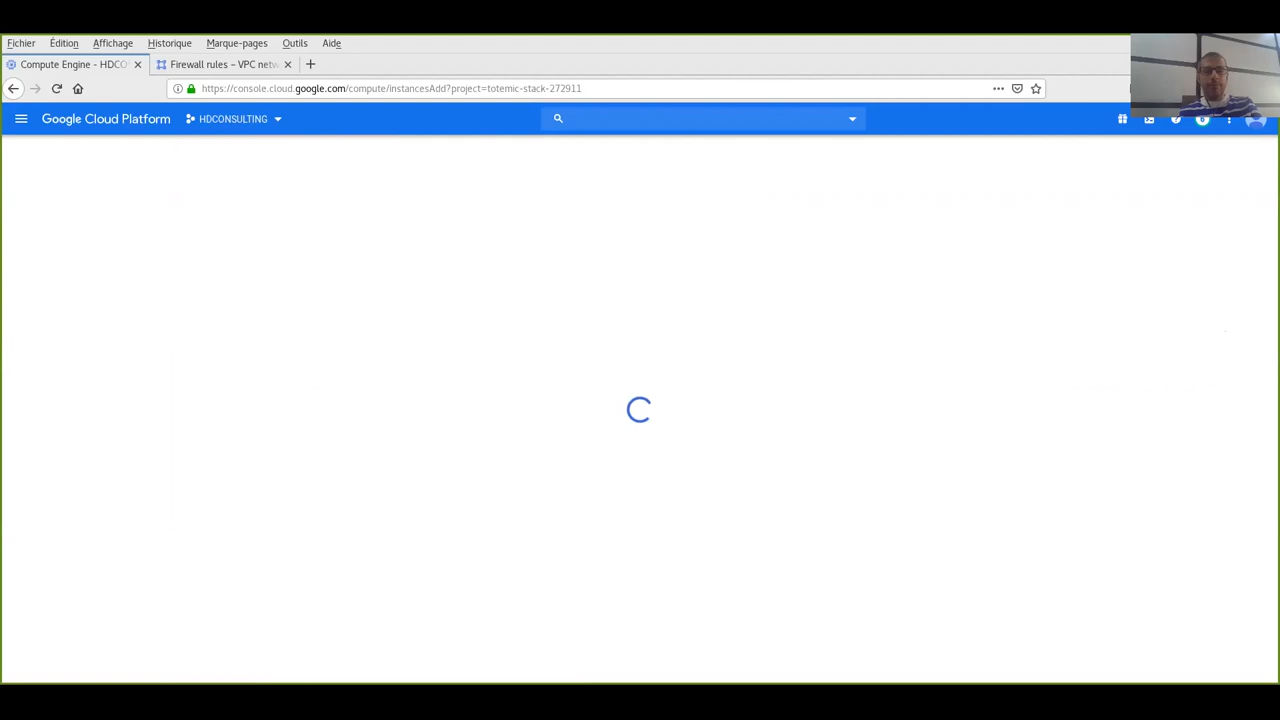 Fichier Édition Affichage Historique Marque-pages Outils Aide
Compute Engine - HDCO
Firewall rules – VPC netw
https://console.cloud.google.com/compute/instancesAdd?project=totemic-stack-272911
Google Cloud Platform
HDCONSULTING